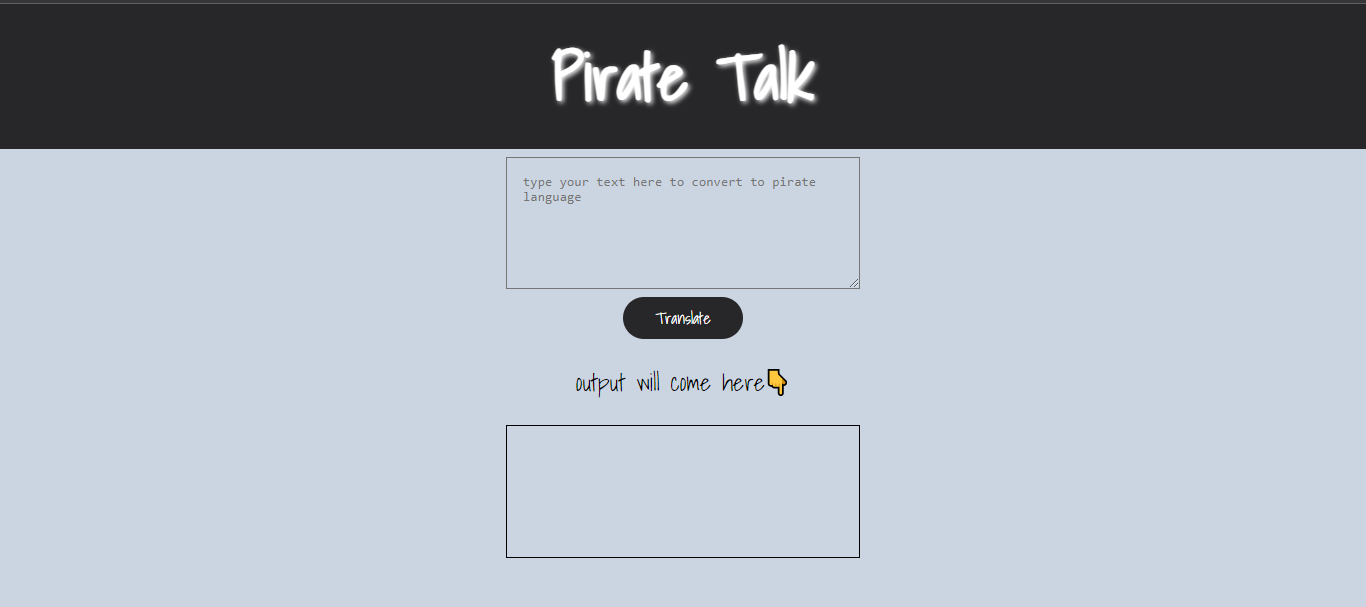 Pirate Talk
type your text here to convert to pirate
language
Translate
output will come here👇